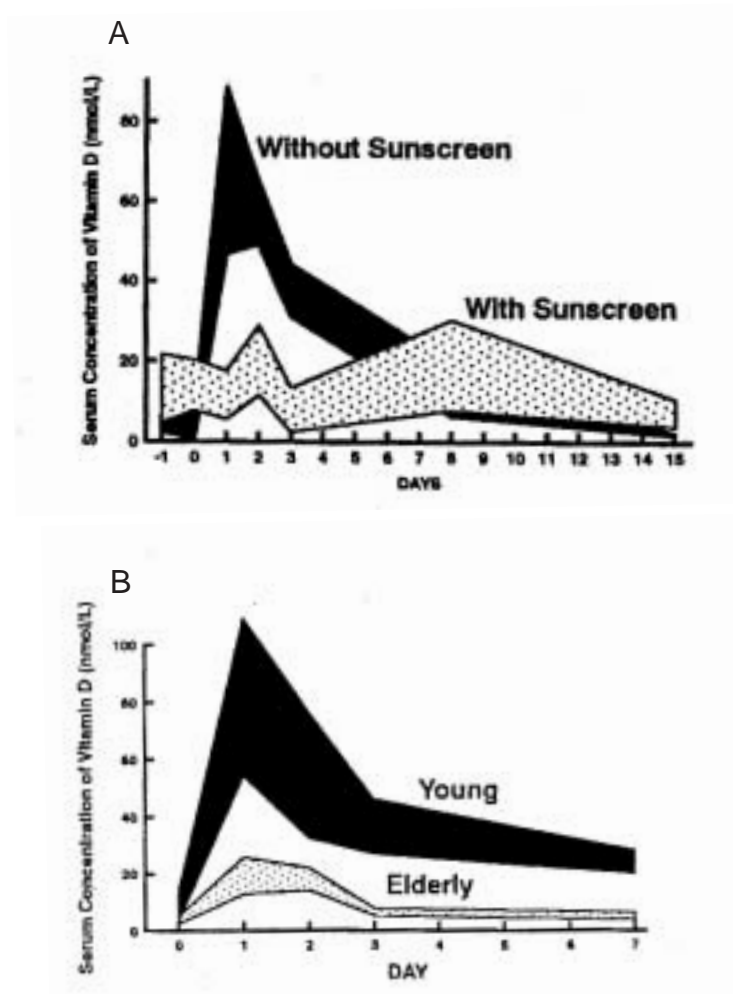 A
Serum Concentration of Vitamin D (nmol/L)
80
60
40
20
0
Without Sunscreen
With Sunscreen
-1 0 1 2 3 4 5 6 7 8 9 10 11 12 13 14 15
DAYS
B
Serum Concentration of Vitamin D (nmol/L)
100
80
60
40
20
0
Young
Elderly
0 1 2 3 4 5 6 7
DAY